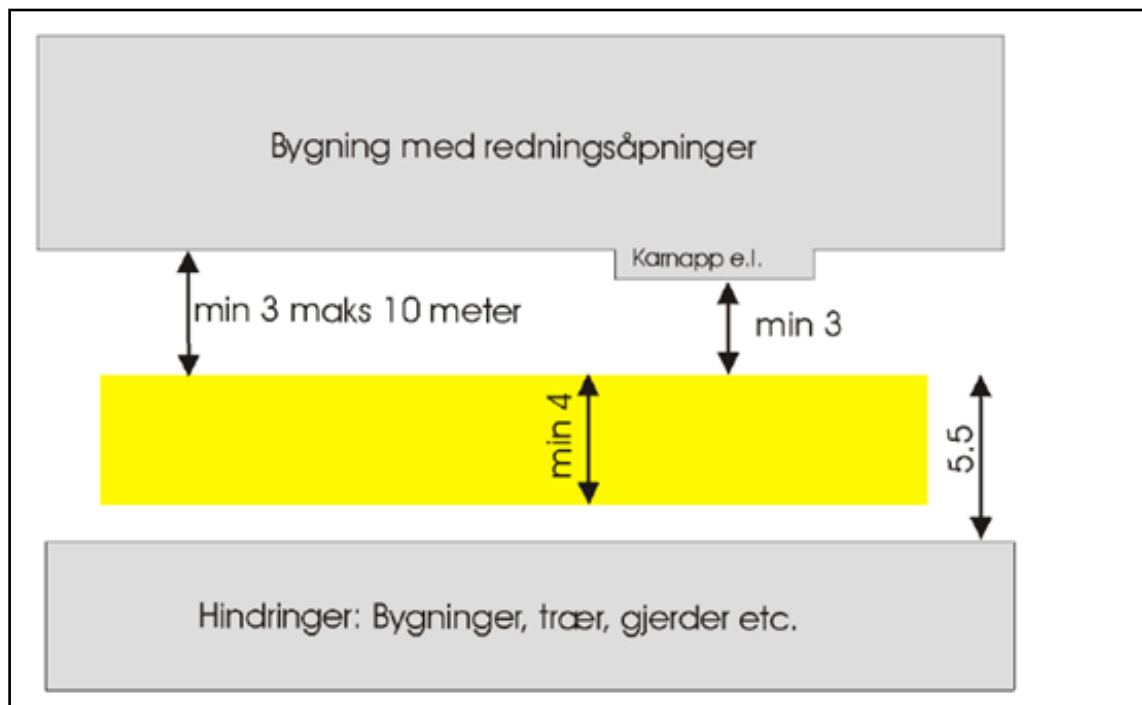 Bygning med redningsåpninger
Karnapp e.l.
min 3 maks 10 meter
min 3
min 4
5.5
Hindringer: Bygninger, trær, gjerder etc.